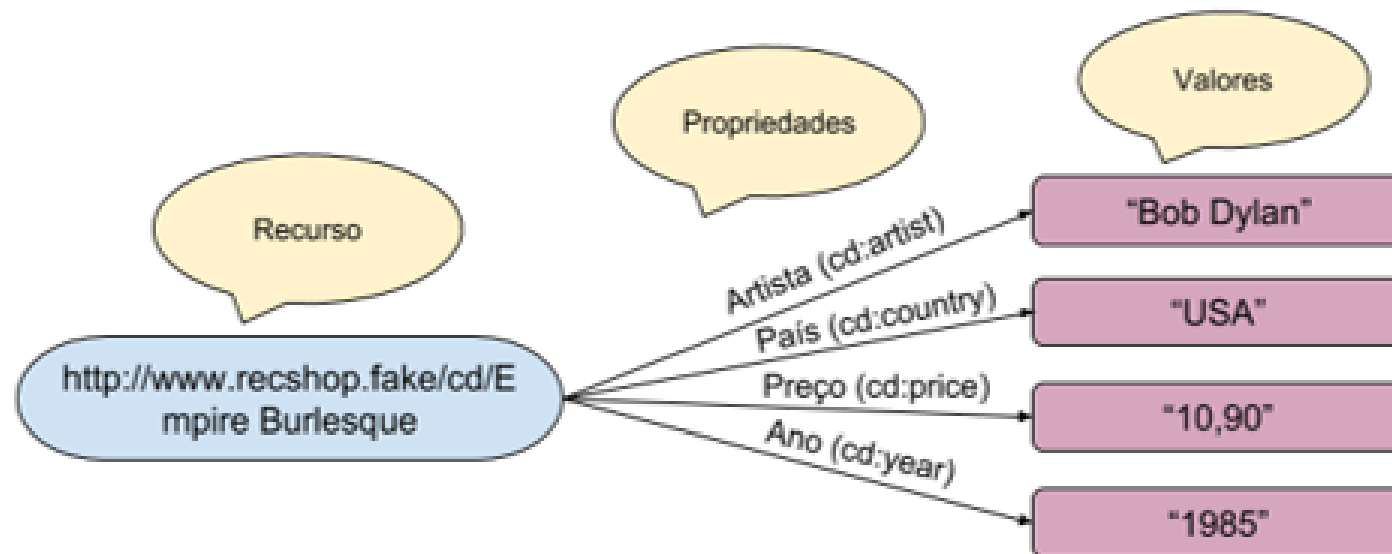 Valores
Propriedades
Recurso
“Bob Dylan”
Artista (cd:artist)
“USA”
País (cd:country)
http://www.recshop.fake/cd/E
mpire Burlesque
Preço (cd:price)
“10,90”
Ano (cd:year)
“1985”